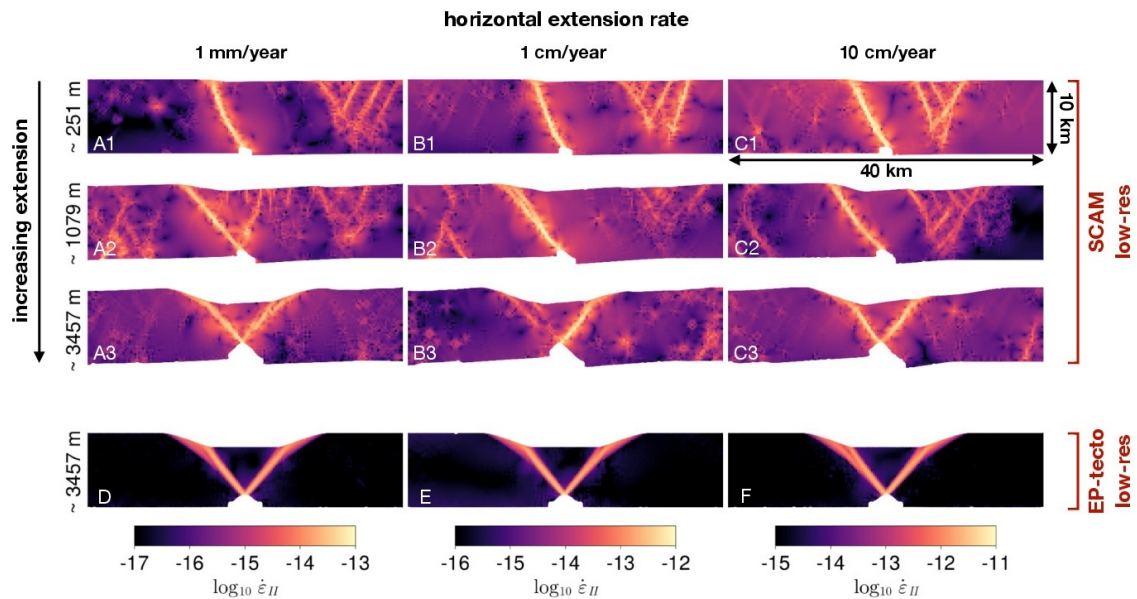 horizontal extension rate
1 mm/year 1 cm/year 10 cm/year
increasing extension
~ 251 m
A1 B1 C1
10 km
40 km
~ 1079 m
A2 B2 C2
SCAM
low-res
~ 3457 m
A3 B3 C3
~ 3457 m
D E F
EP-tecto
low-res
-17 -16 -15 -14 -13 -16 -15 -14 -13 -12 -15 -14 -13 -12 -11
log₁₀ ε̇_II log₁₀ ε̇_II log₁₀ ε̇_II